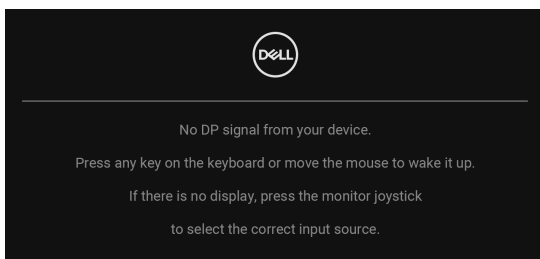 DELL
No DP signal from your device.
Press any key on the keyboard or move the mouse to wake it up.
If there is no display, press the monitor joystick
to select the correct input source.